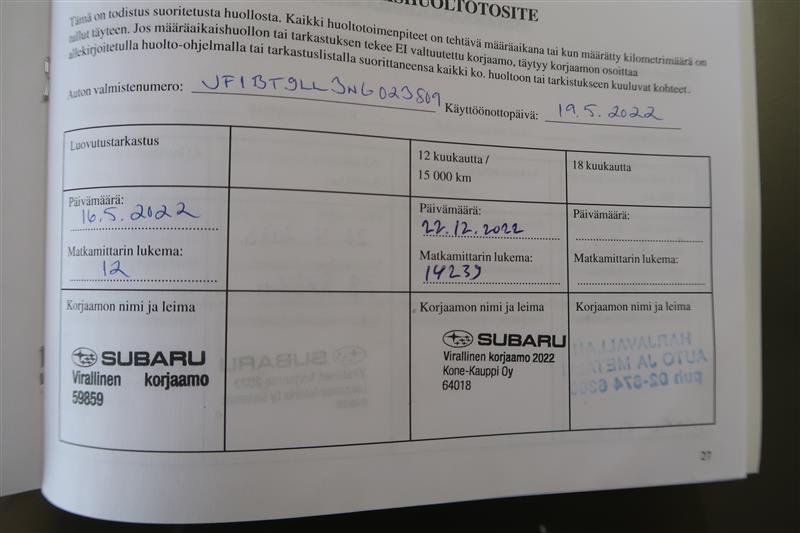 HUOLTOTOSITE
Tämä on todistus suoritetusta huollosta. Kaikki huoltotoimenpiteet on tehtävä määräaikana tai kun määrätty kilometrimäärä on
tullut täyteen. Jos määräaikaishuollon tai tarkastuksen tekee EI valtuutettu korjaamo, täytyy korjaamon osoittaa
allekirjoitetulla huolto-ohjelmalla tai tarkastuslistalla suorittaneensa kaikki ko. huoltoon tai tarkistukseen kuuluvat kohteet.
Auton valmistenumero: JF1BT9LL3NG023809 Käyttöönottopäivä: 19.5.2022
Luovutustarkastus
12 kuukautta /
15 000 km
18 kuukautta
Päivämäärä:
16.5.2022
Päivämäärä:
22.12.2022
Päivämäärä:
Matkamittarin lukema:
12
Matkamittarin lukema:
14239
Matkamittarin lukema:
Korjaamon nimi ja leima
SUBARU
Virallinen korjaamo
59859
Korjaamon nimi ja leima
SUBARU
Virallinen korjaamo 2022
Kone-Kauppi Oy
64018
Korjaamon nimi ja leima
27